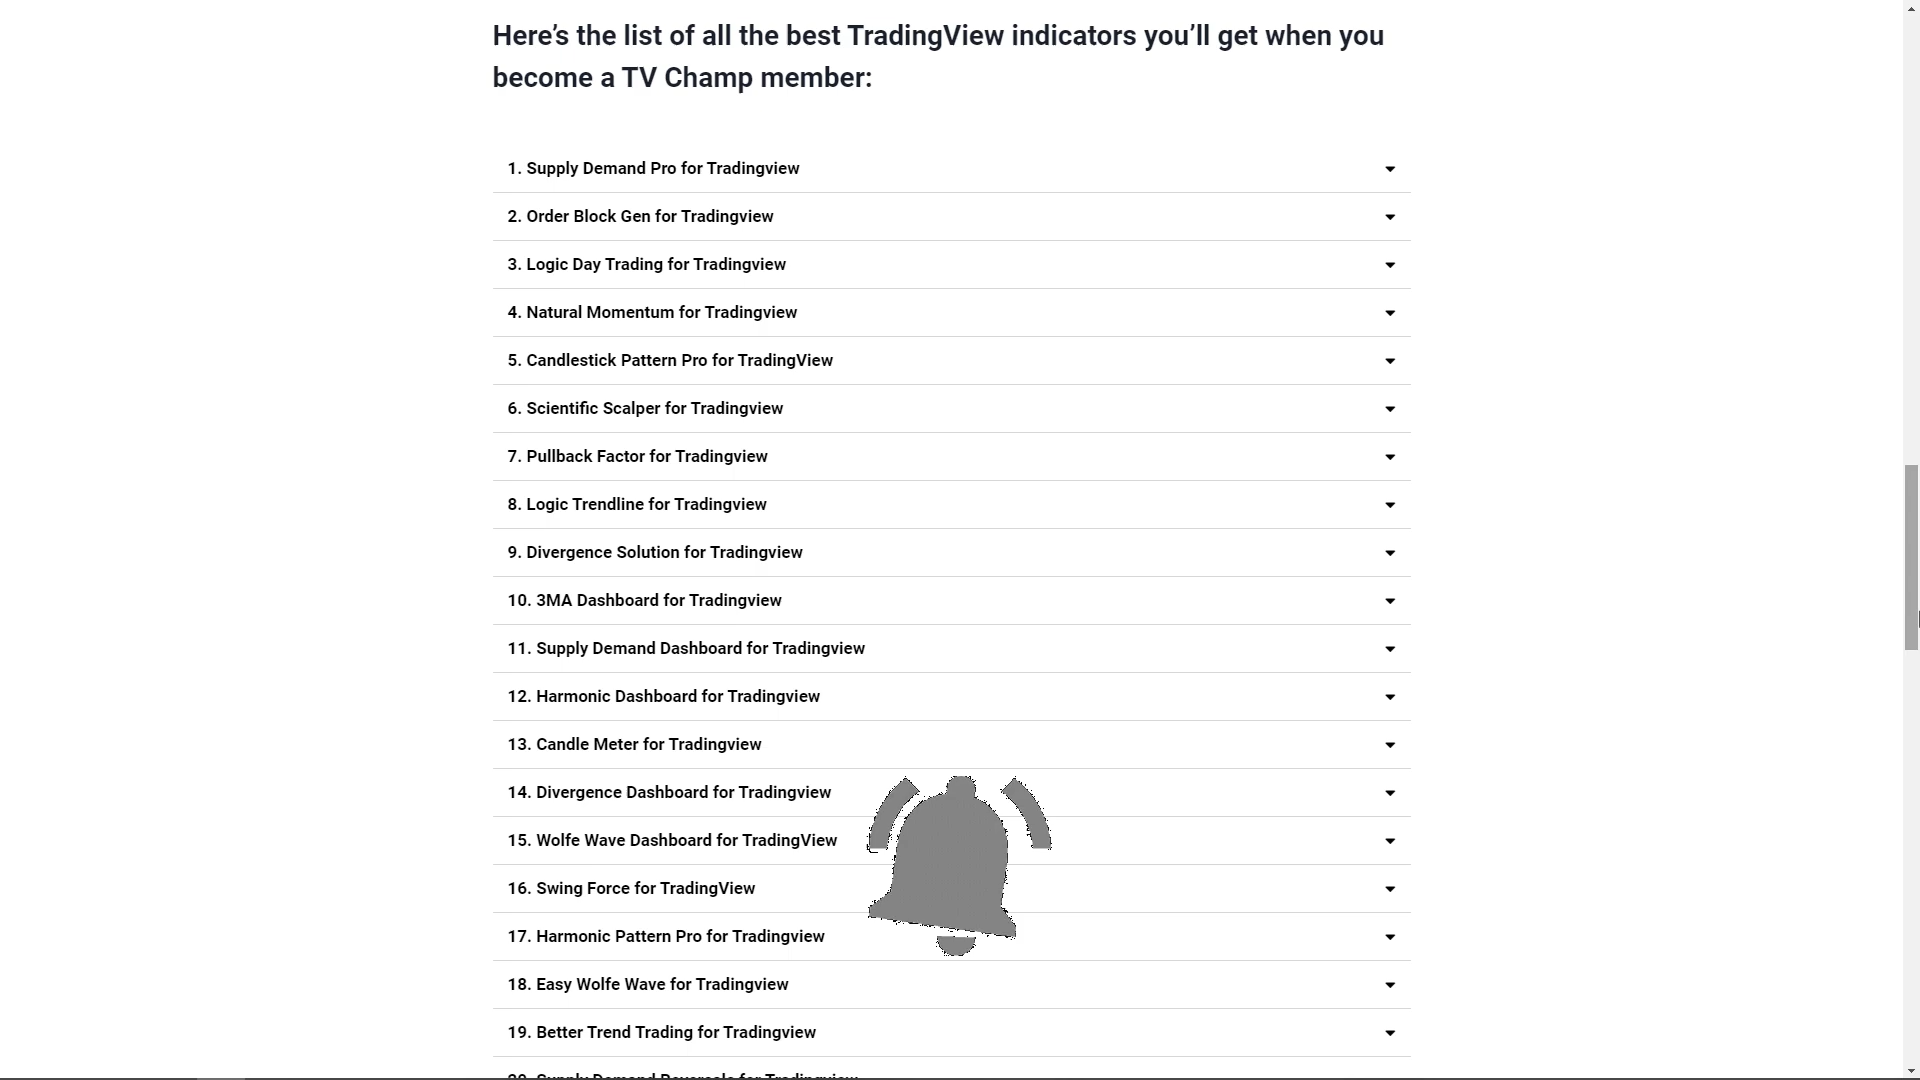 Here’s the list of all the best TradingView indicators you’ll get when you
become a TV Champ member:
1. Supply Demand Pro for Tradingview
2. Order Block Gen for Tradingview
3. Logic Day Trading for Tradingview
4. Natural Momentum for Tradingview
5. Candlestick Pattern Pro for TradingView
6. Scientific Scalper for Tradingview
7. Pullback Factor for Tradingview
8. Logic Trendline for Tradingview
9. Divergence Solution for Tradingview
10. 3MA Dashboard for Tradingview
11. Supply Demand Dashboard for Tradingview
12. Harmonic Dashboard for Tradingview
13. Candle Meter for Tradingview
14. Divergence Dashboard for Tradingview
15. Wolfe Wave Dashboard for TradingView
16. Swing Force for TradingView
17. Harmonic Pattern Pro for Tradingview
18. Easy Wolfe Wave for Tradingview
19. Better Trend Trading for Tradingview